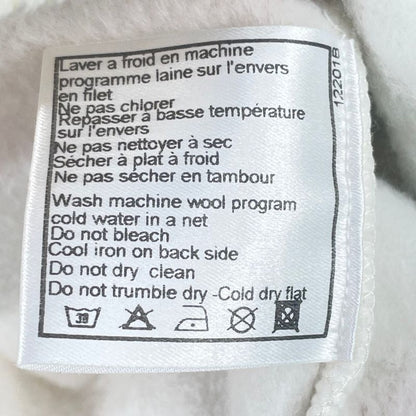 Laver a froid en machine
programme laine sur l'envers
en filet
Ne pas chlorer
Repasser a basse température
sur l'envers
Ne pas nettoyer à sec
Sécher à plat à froid
Ne pas sécher en tambour
Wash machine wool program
cold water in a net
Do not bleach
Cool iron on back side
Do not dry clean
Do not trumble dry -Cold dry flat
30
122018